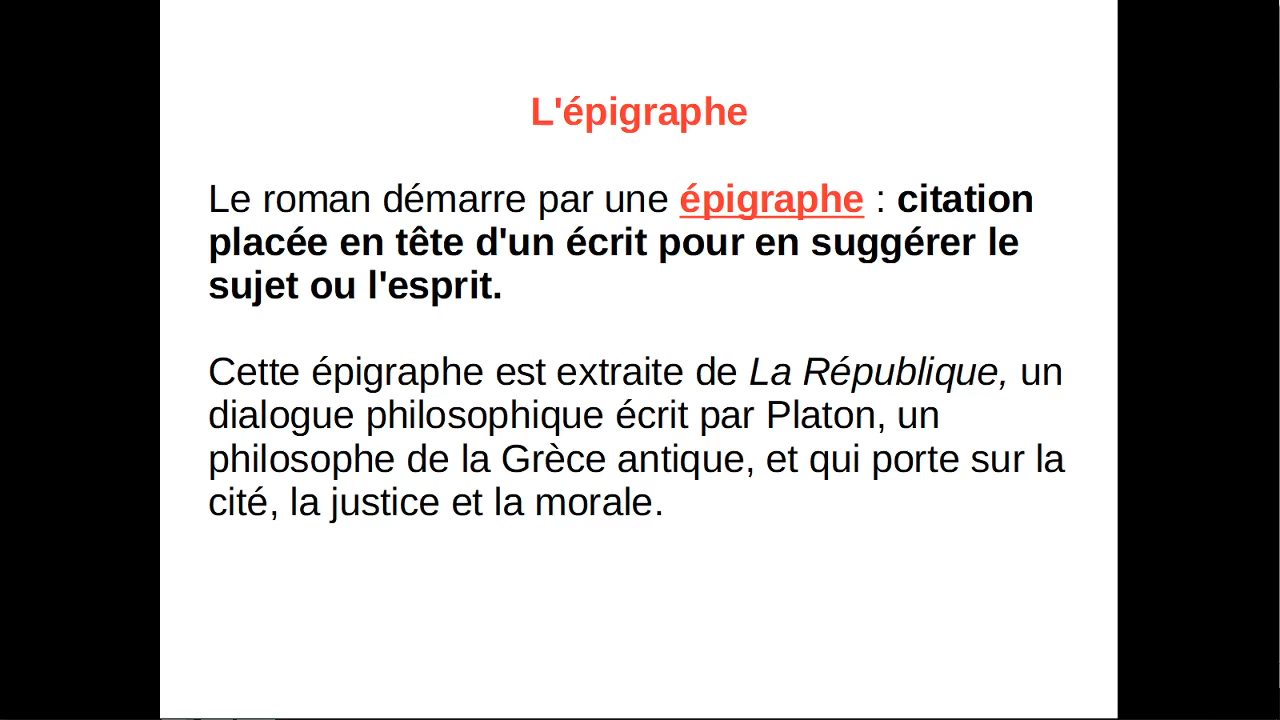 L'épigraphe
Le roman démarre par une épigraphe : citation
placée en tête d'un écrit pour en suggérer le
sujet ou l'esprit.
Cette épigraphe est extraite de La République, un
dialogue philosophique écrit par Platon, un
philosophe de la Grèce antique, et qui porte sur la
cité, la justice et la morale.